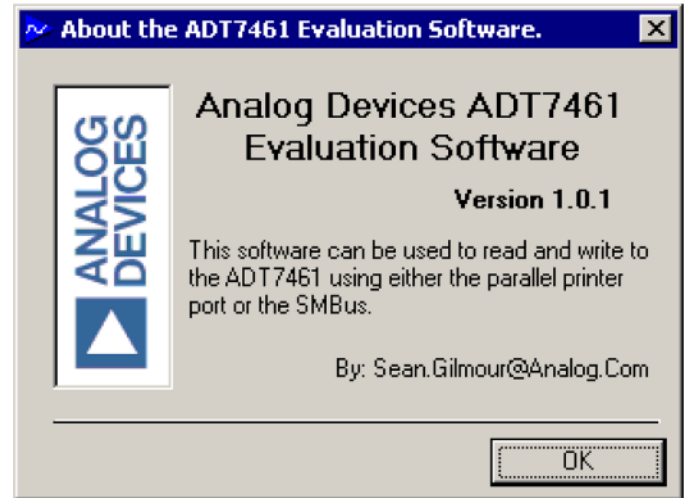 About the ADT7461 Evaluation Software.
ANALOG
DEVICES
Analog Devices ADT7461
Evaluation Software
Version 1.0.1
This software can be used to read and write to
the ADT7461 using either the parallel printer
port or the SMBus.
By: Sean.Gilmour@Analog.Com
OK